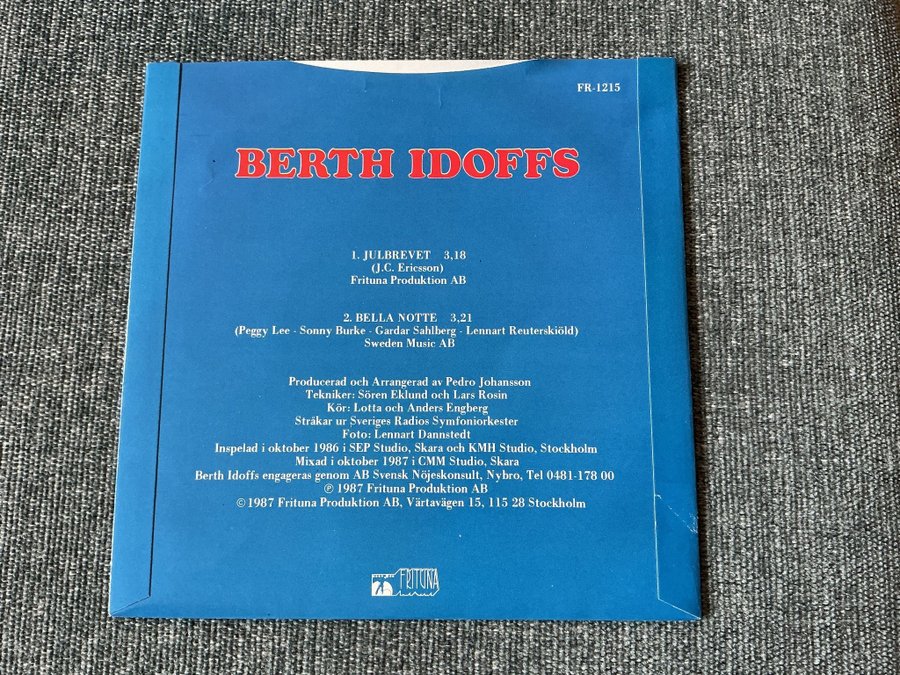 FR-1215
BERTH IDOFFS
1. JULBREVET 3,18
(J.C. Ericsson)
Frituna Produktion AB
2. BELLA NOTTE 3,21
(Peggy Lee - Sonny Burke - Gardar Sahlberg - Lennart Reuterskiöld)
Sweden Music AB
Producerad och Arrangerad av Pedro Johansson
Tekniker: Sören Eklund och Lars Rosin
Kör: Lotta och Anders Engberg
Stråkar ur Sveriges Radios Symfoniorkester
Foto: Lennart Dannstedt
Inspelad i oktober 1986 i SEP Studio, Skara och KMH Studio, Stockholm
Mixad i oktober 1987 i CMM Studio, Skara
Berth Idoffs engageras genom AB Svensk Nöjeskonsult, Nybro, Tel 0481-178 00
℗ 1987 Frituna Produktion AB
© 1987 Frituna Produktion AB, Värtavägen 15, 115 28 Stockholm
FRITUNA